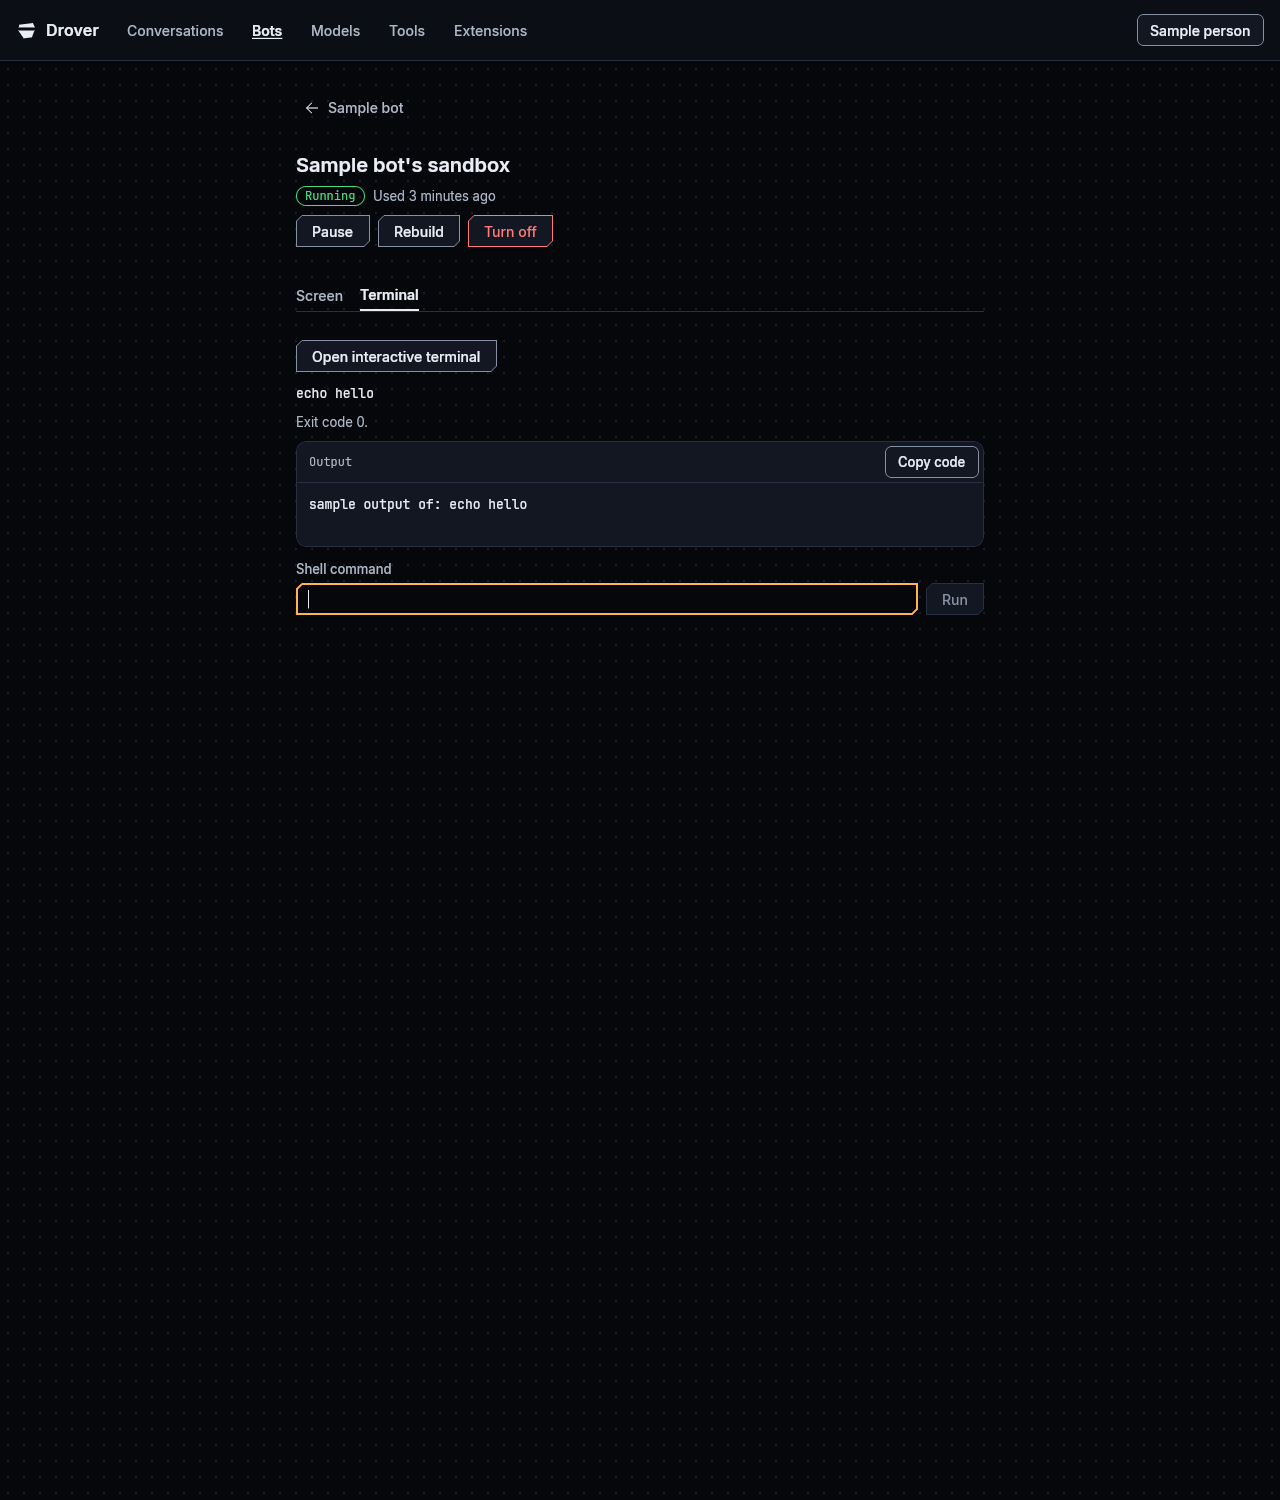 Drover Conversations Bots Models Tools Extensions Sample person
Sample bot
Sample bot's sandbox
Running Used 3 minutes ago
Pause Rebuild Turn off
Screen Terminal
Open interactive terminal
echo hello
Exit code 0.
Output Copy code
sample output of: echo hello
Shell command
Run